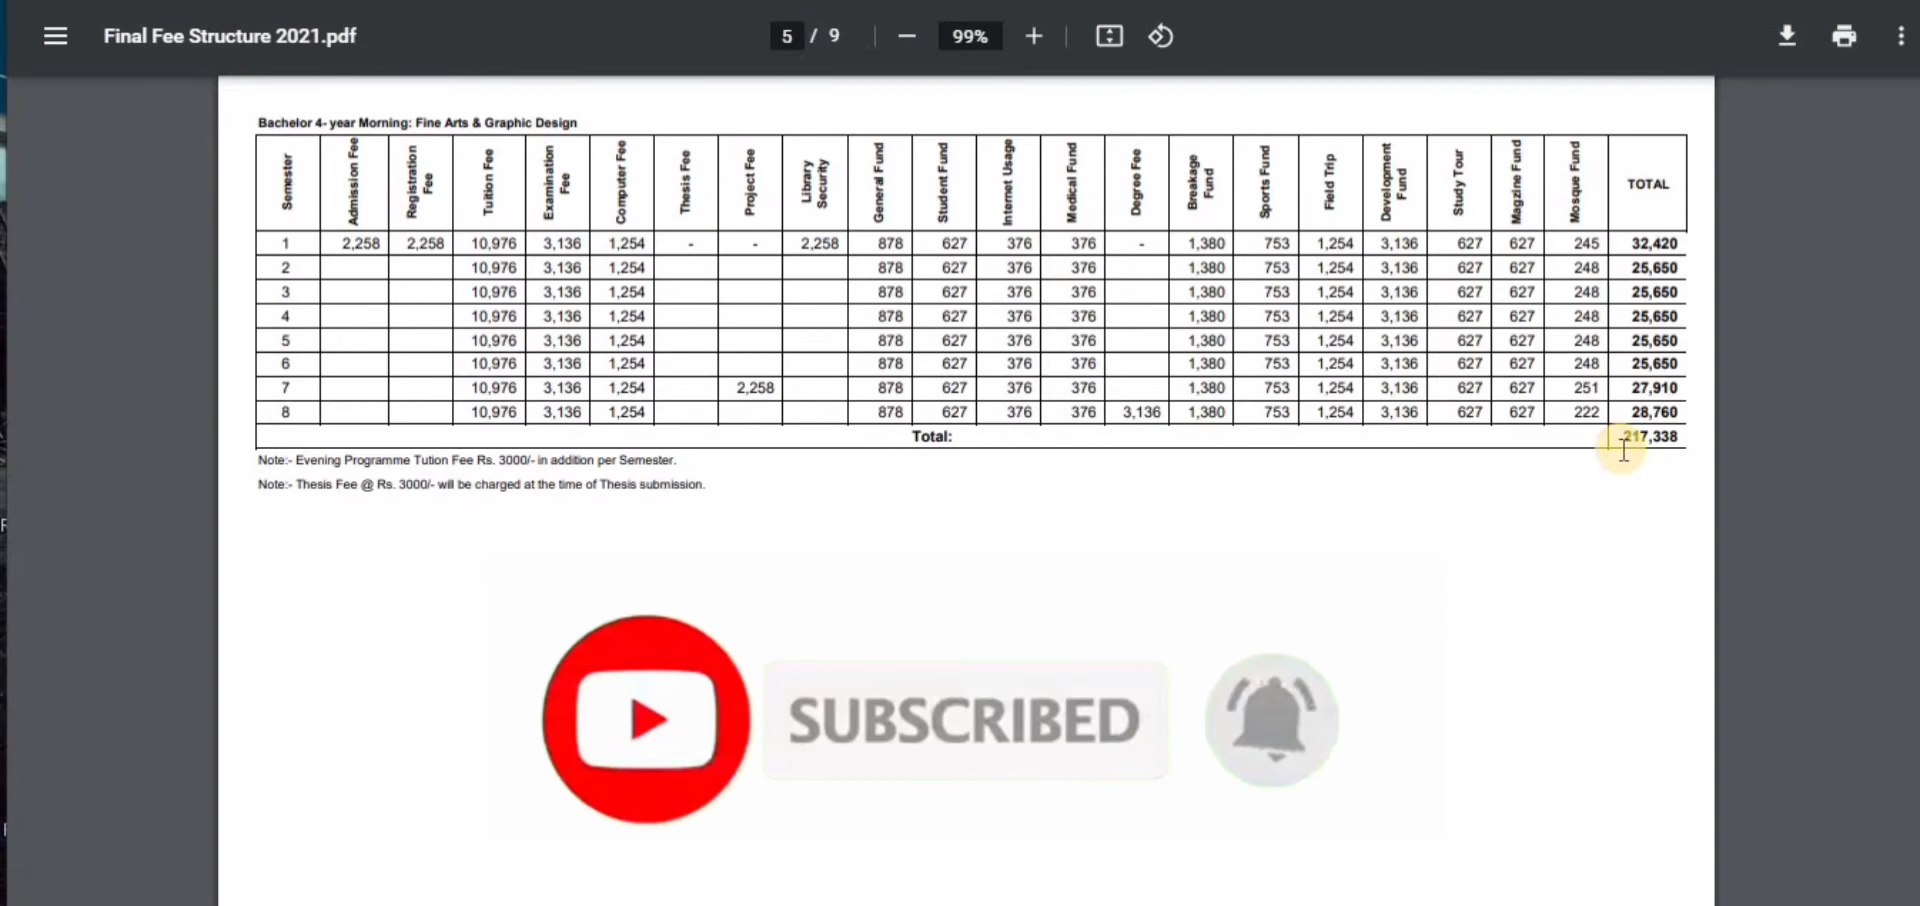 Final Fee Structure 2021.pdf 5 / 9 99%
Bachelor 4- year Morning: Fine Arts & Graphic Design
Semester Admission Fee Registration Fee Tuition Fee Examination Fee Computer Fee Thesis Fee Project Fee Library Security General Fund Student Fund Internet Usage Medical Fund Degree Fee Breakage Fund Sports Fund Field Trip Development Fund Study Tour Magzine Fund Mosque Fund TOTAL
1 2,258 2,258 10,976 3,136 1,254 - - 2,258 878 627 376 376 - 1,380 753 1,254 3,136 627 627 245 32,420
2 10,976 3,136 1,254 878 627 376 376 1,380 753 1,254 3,136 627 627 248 25,650
3 10,976 3,136 1,254 878 627 376 376 1,380 753 1,254 3,136 627 627 248 25,650
4 10,976 3,136 1,254 878 627 376 376 1,380 753 1,254 3,136 627 627 248 25,650
5 10,976 3,136 1,254 878 627 376 376 1,380 753 1,254 3,136 627 627 248 25,650
6 10,976 3,136 1,254 878 627 376 376 1,380 753 1,254 3,136 627 627 248 25,650
7 10,976 3,136 1,254 2,258 878 627 376 376 1,380 753 1,254 3,136 627 627 251 27,910
8 10,976 3,136 1,254 878 627 376 376 3,136 1,380 753 1,254 3,136 627 627 222 28,760
Total: 217,338
Note:- Evening Programme Tution Fee Rs. 3000/- in addition per Semester.
Note:- Thesis Fee @ Rs. 3000/- will be charged at the time of Thesis submission.
SUBSCRIBED